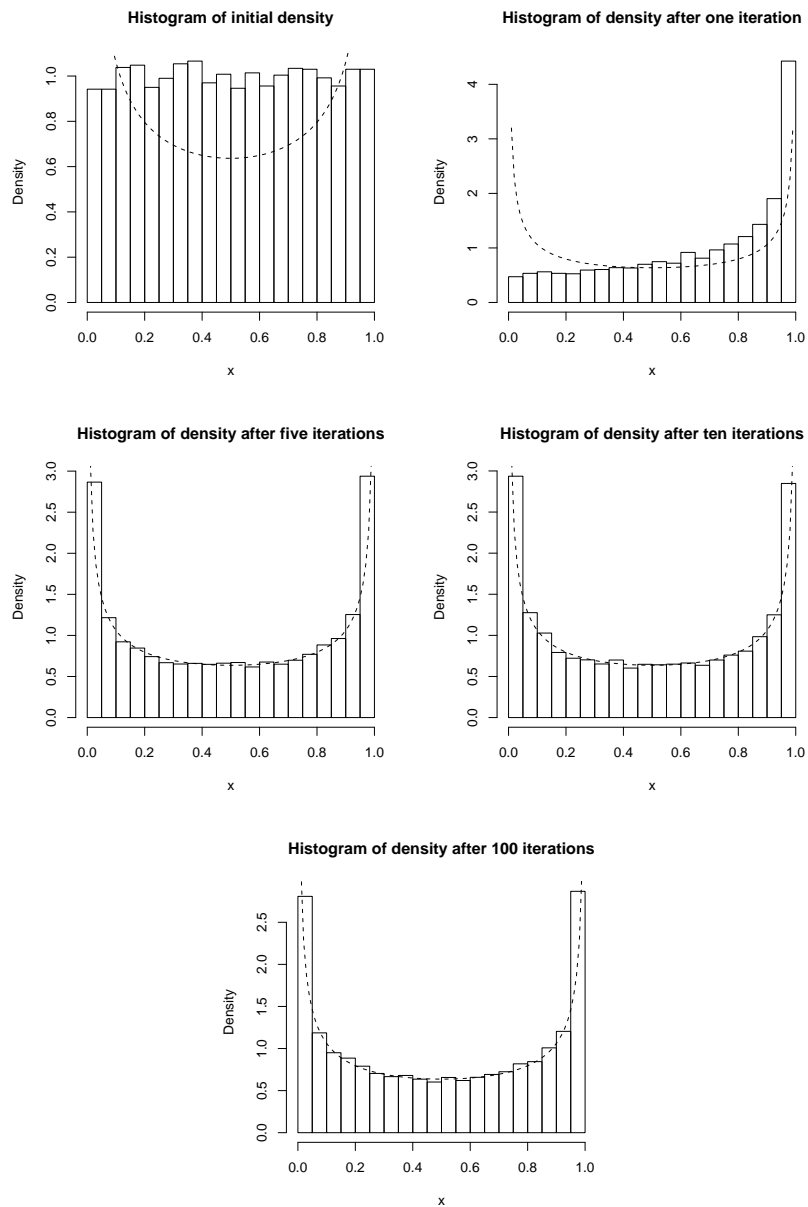 Histogram of initial density
Density
0.0 0.2 0.4 0.6 0.8 1.0
0.0 0.2 0.4 0.6 0.8 1.0
x
Histogram of density after one iteration
Density
0 1 2 3 4
0.0 0.2 0.4 0.6 0.8 1.0
x
Histogram of density after five iterations
Density
0.0 0.5 1.0 1.5 2.0 2.5 3.0
0.0 0.2 0.4 0.6 0.8 1.0
x
Histogram of density after ten iterations
Density
0.0 0.5 1.0 1.5 2.0 2.5 3.0
0.0 0.2 0.4 0.6 0.8 1.0
x
Histogram of density after 100 iterations
Density
0.0 0.5 1.0 1.5 2.0 2.5
0.0 0.2 0.4 0.6 0.8 1.0
x